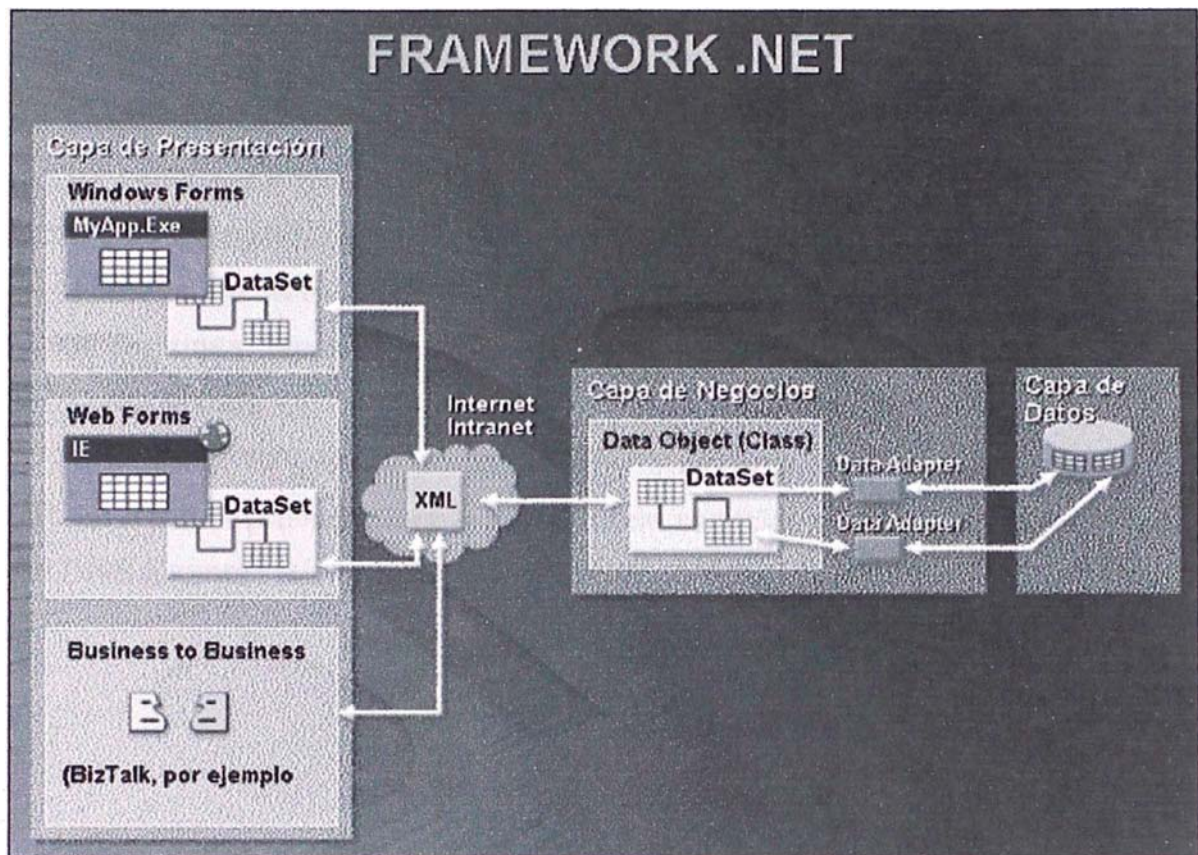 FRAMEWORK .NET
Capa de Presentación
Windows Forms
MyApp.Exe
DataSet
Web Forms
IE
DataSet
Business to Business
(BizTalk, por ejemplo
Internet
Intranet
XML
Capa de Negocios
Data Object (Class)
DataSet
Data Adapter
Data Adapter
Capa de
Datos